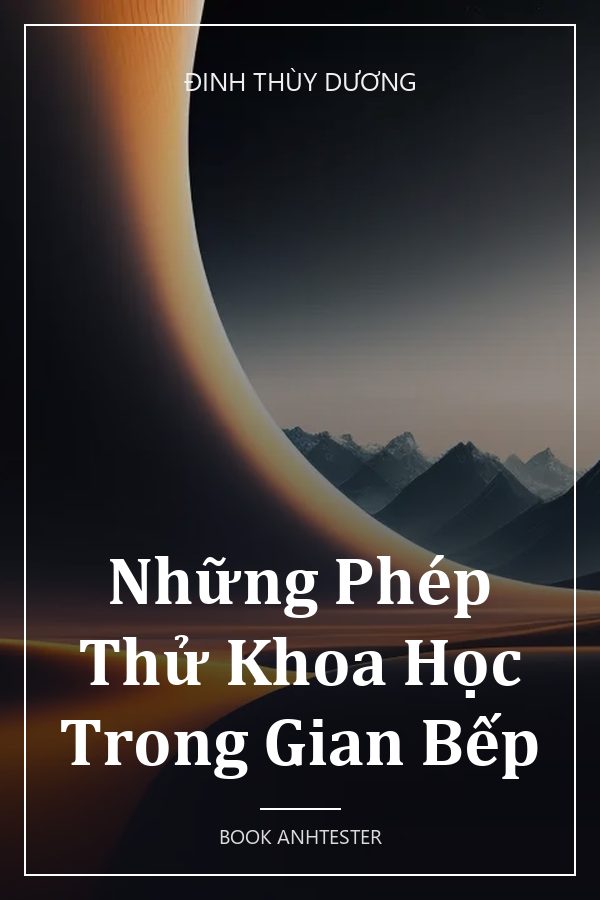 ĐINH THÙY DƯƠNG
Những Phép
Thử Khoa Học
Trong Gian Bếp
BOOK ANHTESTER